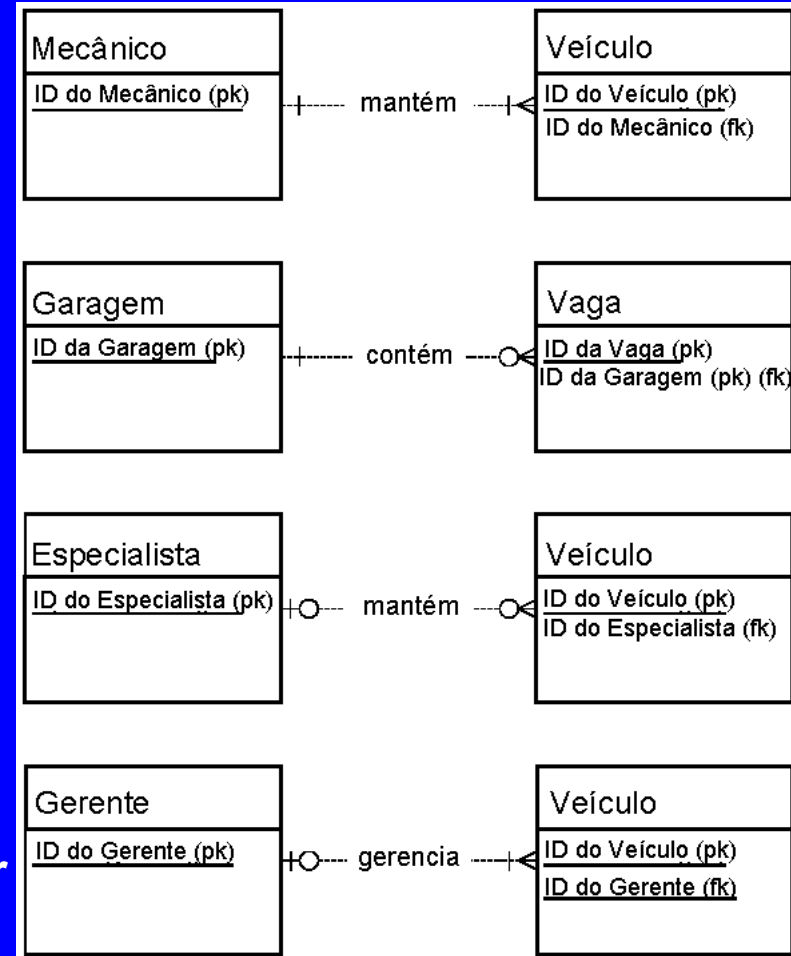 Mecânico
ID do Mecânico (pk)
mantém
Veículo
ID do Veículo (pk)
ID do Mecânico (fk)
Garagem
ID da Garagem (pk)
contém
Vaga
ID da Vaga (pk)
ID da Garagem (pk) (fk)
Especialista
ID do Especialista (pk)
mantém
Veículo
ID do Veículo (pk)
ID do Especialista (fk)
Gerente
ID do Gerente (pk)
gerencia
Veículo
ID do Veículo (pk)
ID do Gerente (fk)